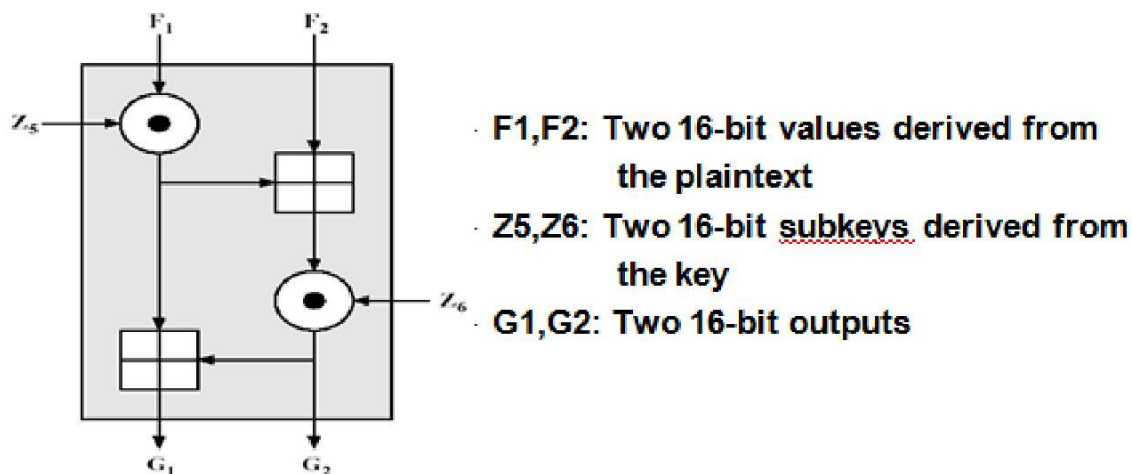 F1 F2
Z5
· F1,F2: Two 16-bit values derived from
the plaintext
· Z5,Z6: Two 16-bit subkeys derived from
the key
Z6
· G1,G2: Two 16-bit outputs
G1 G2